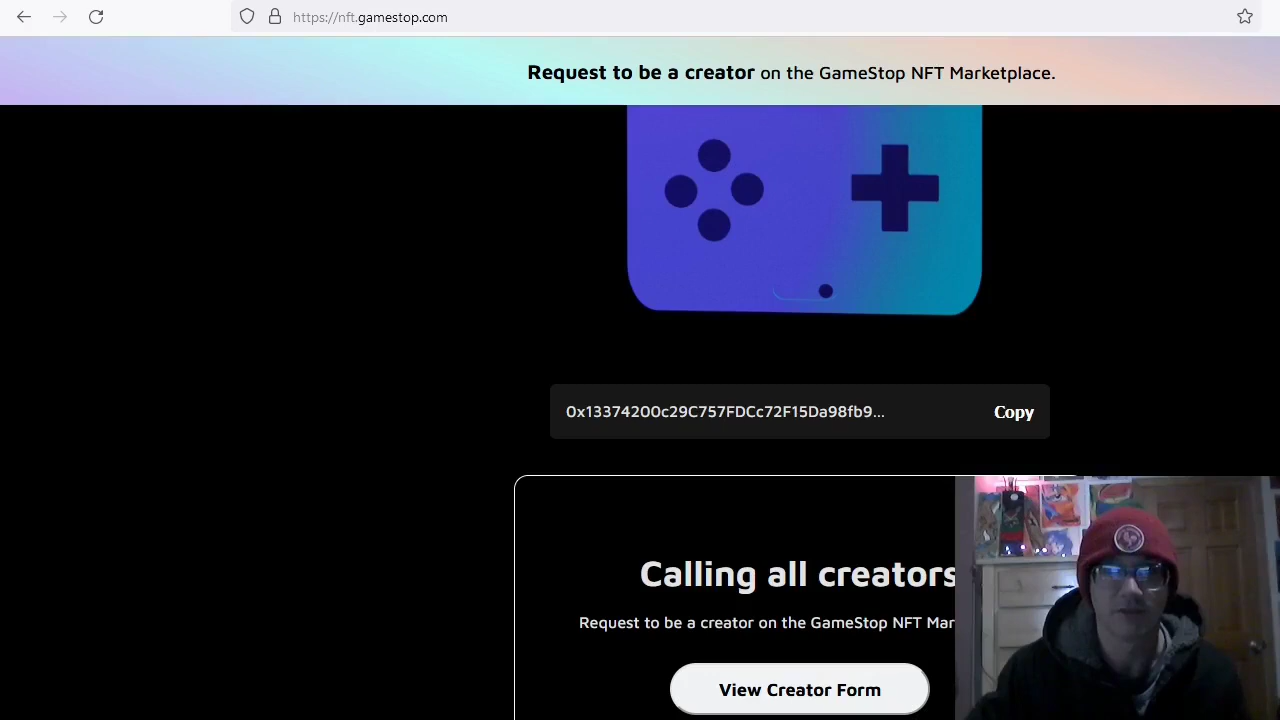 https://nft.gamestop.com
Request to be a creator on the GameStop NFT Marketplace.
0x13374200c29C757FDCc72F15Da98fb9...
Copy
Calling all creators
Request to be a creator on the GameStop NFT Mar
View Creator Form